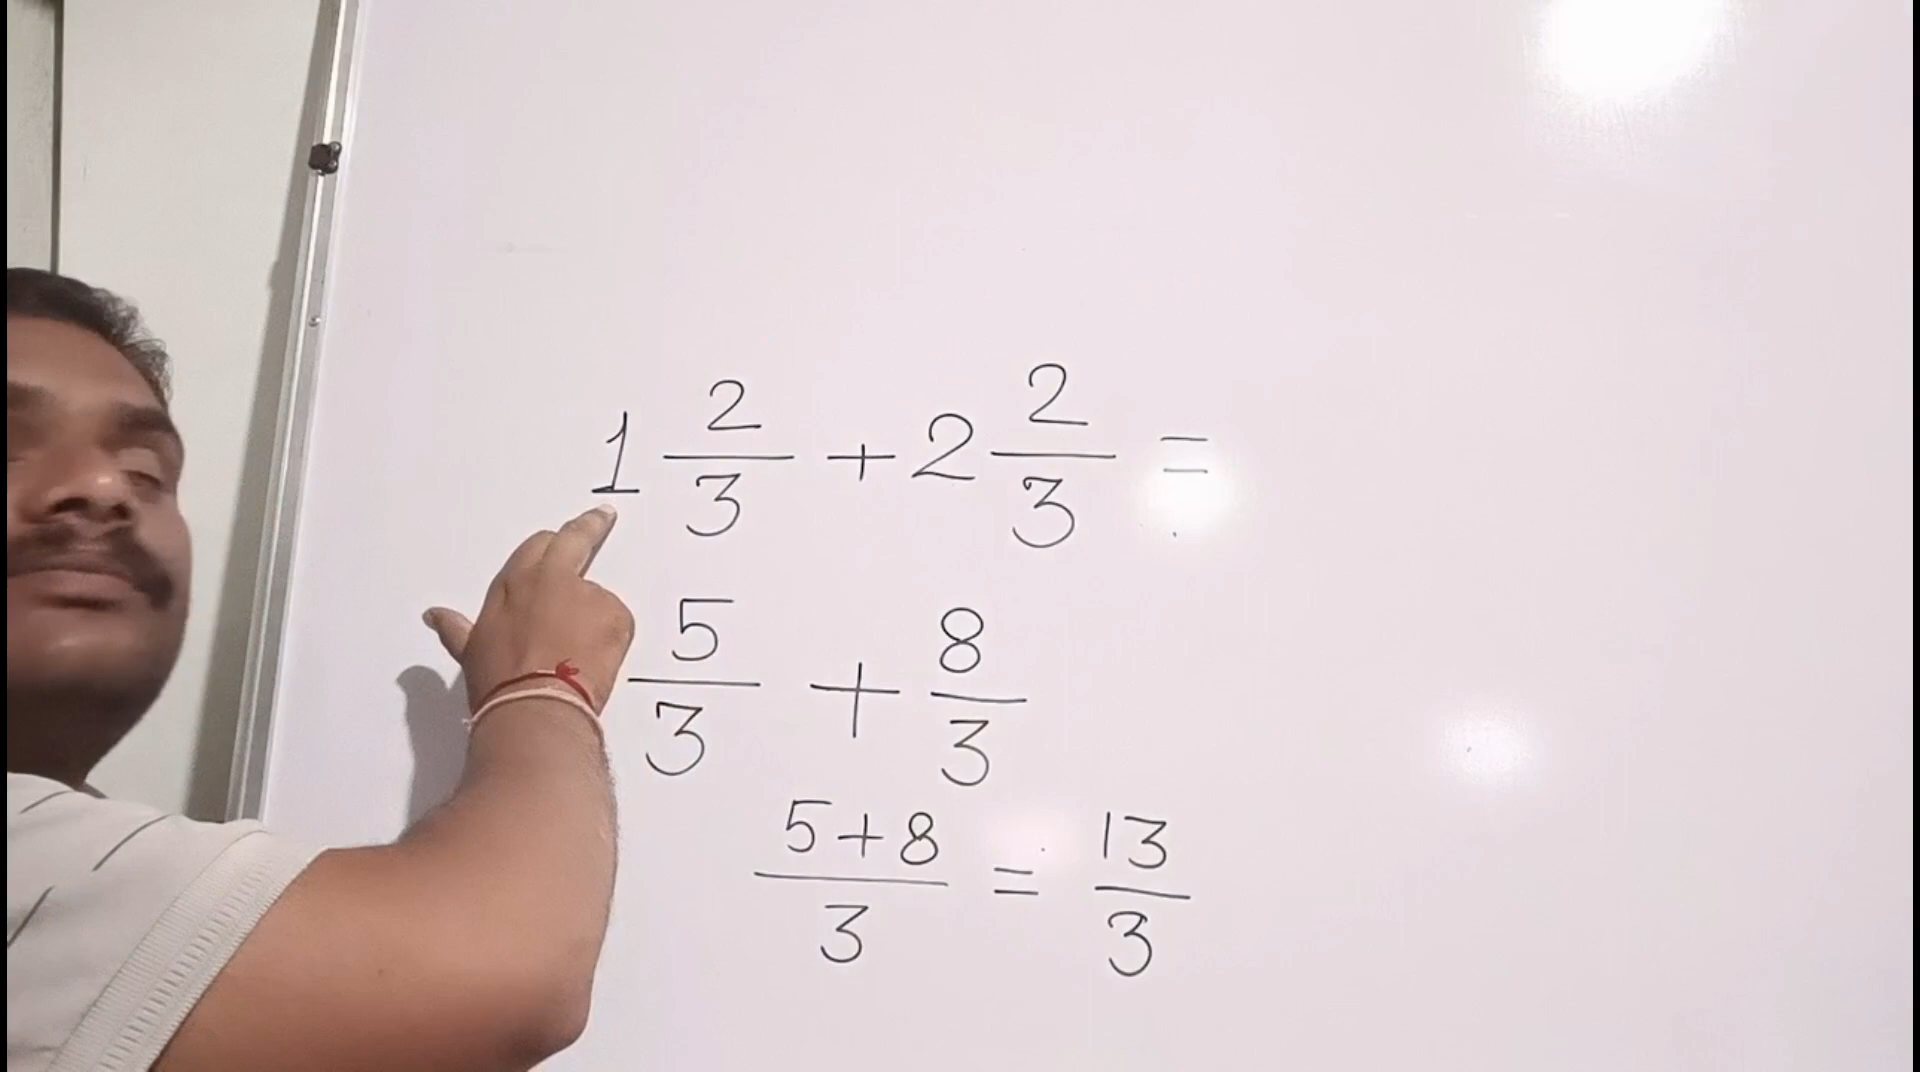 1 2/3 + 2 2/3 =
5/3 + 8/3
5+8/3 = 13/3